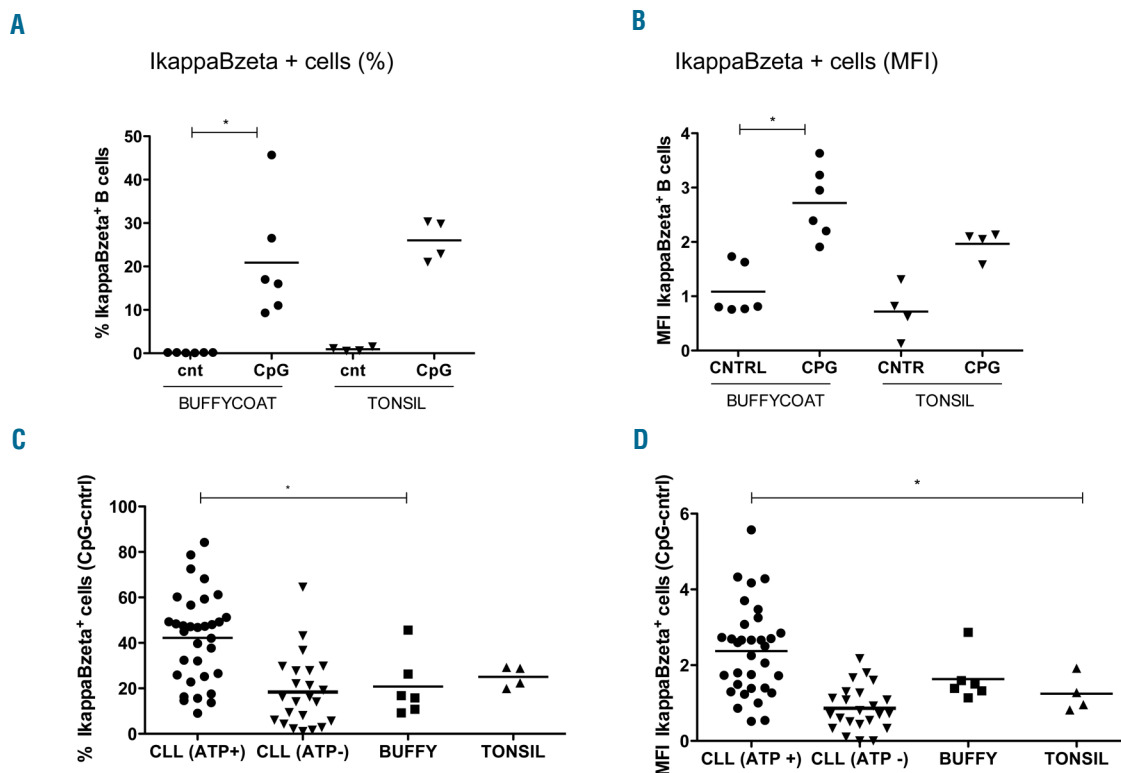 A
IkappaBzeta + cells (%)
*
% IkappaBzeta+ B cells
50
40
30
20
10
0
cnt CpG cnt CpG
BUFFYCOAT TONSIL
B
IkappaBzeta + cells (MFI)
*
MFI IkappaBzeta+ B cells
4
3
2
1
0
CNTRL CPG CNTR CPG
BUFFYCOAT TONSIL
C
*
% IkappaBzeta+ cells (CpG-cntrl)
100
80
60
40
20
0
CLL (ATP+) CLL (ATP-) BUFFY TONSIL
D
*
MFI IkappaBzeta+ cells (CpG-cntrl)
6
4
2
0
CLL (ATP +) CLL (ATP -) BUFFY TONSIL